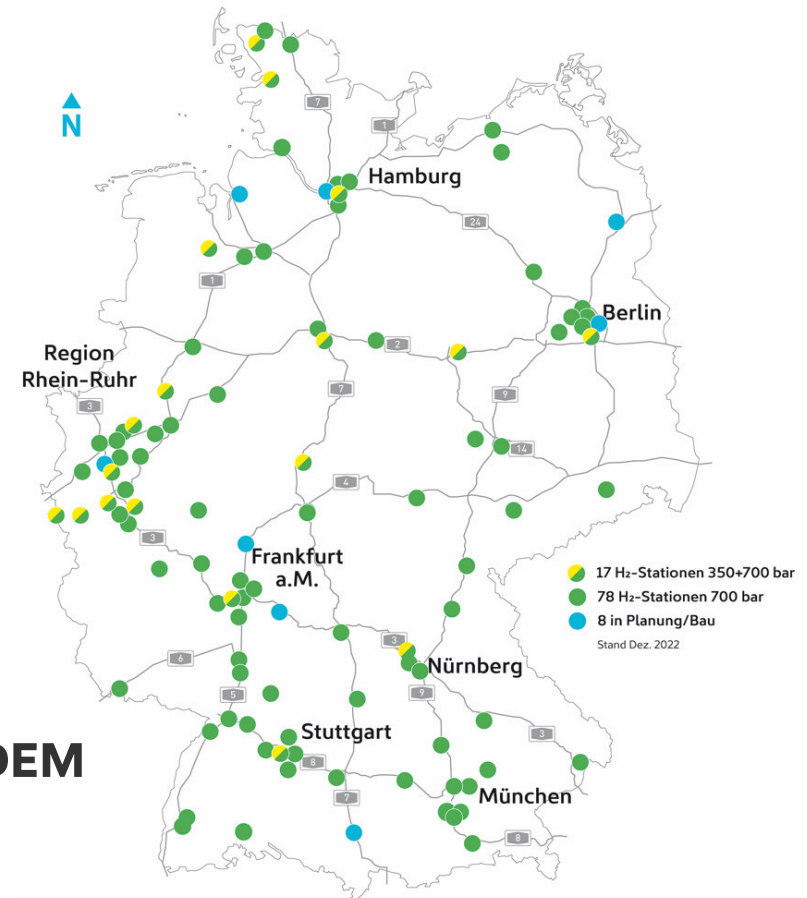 7
1
N
Hamburg
24
1
Berlin
2
Region
Rhein-Ruhr
7
9
3
14
4
3
Frankfurt
a.M.
17 H₂-Stationen 350+700 bar
78 H₂-Stationen 700 bar
8 in Planung/Bau
Stand Dez. 2022
3
6
Nürnberg
9
5
Stuttgart
3
DEM
8
München
7
8